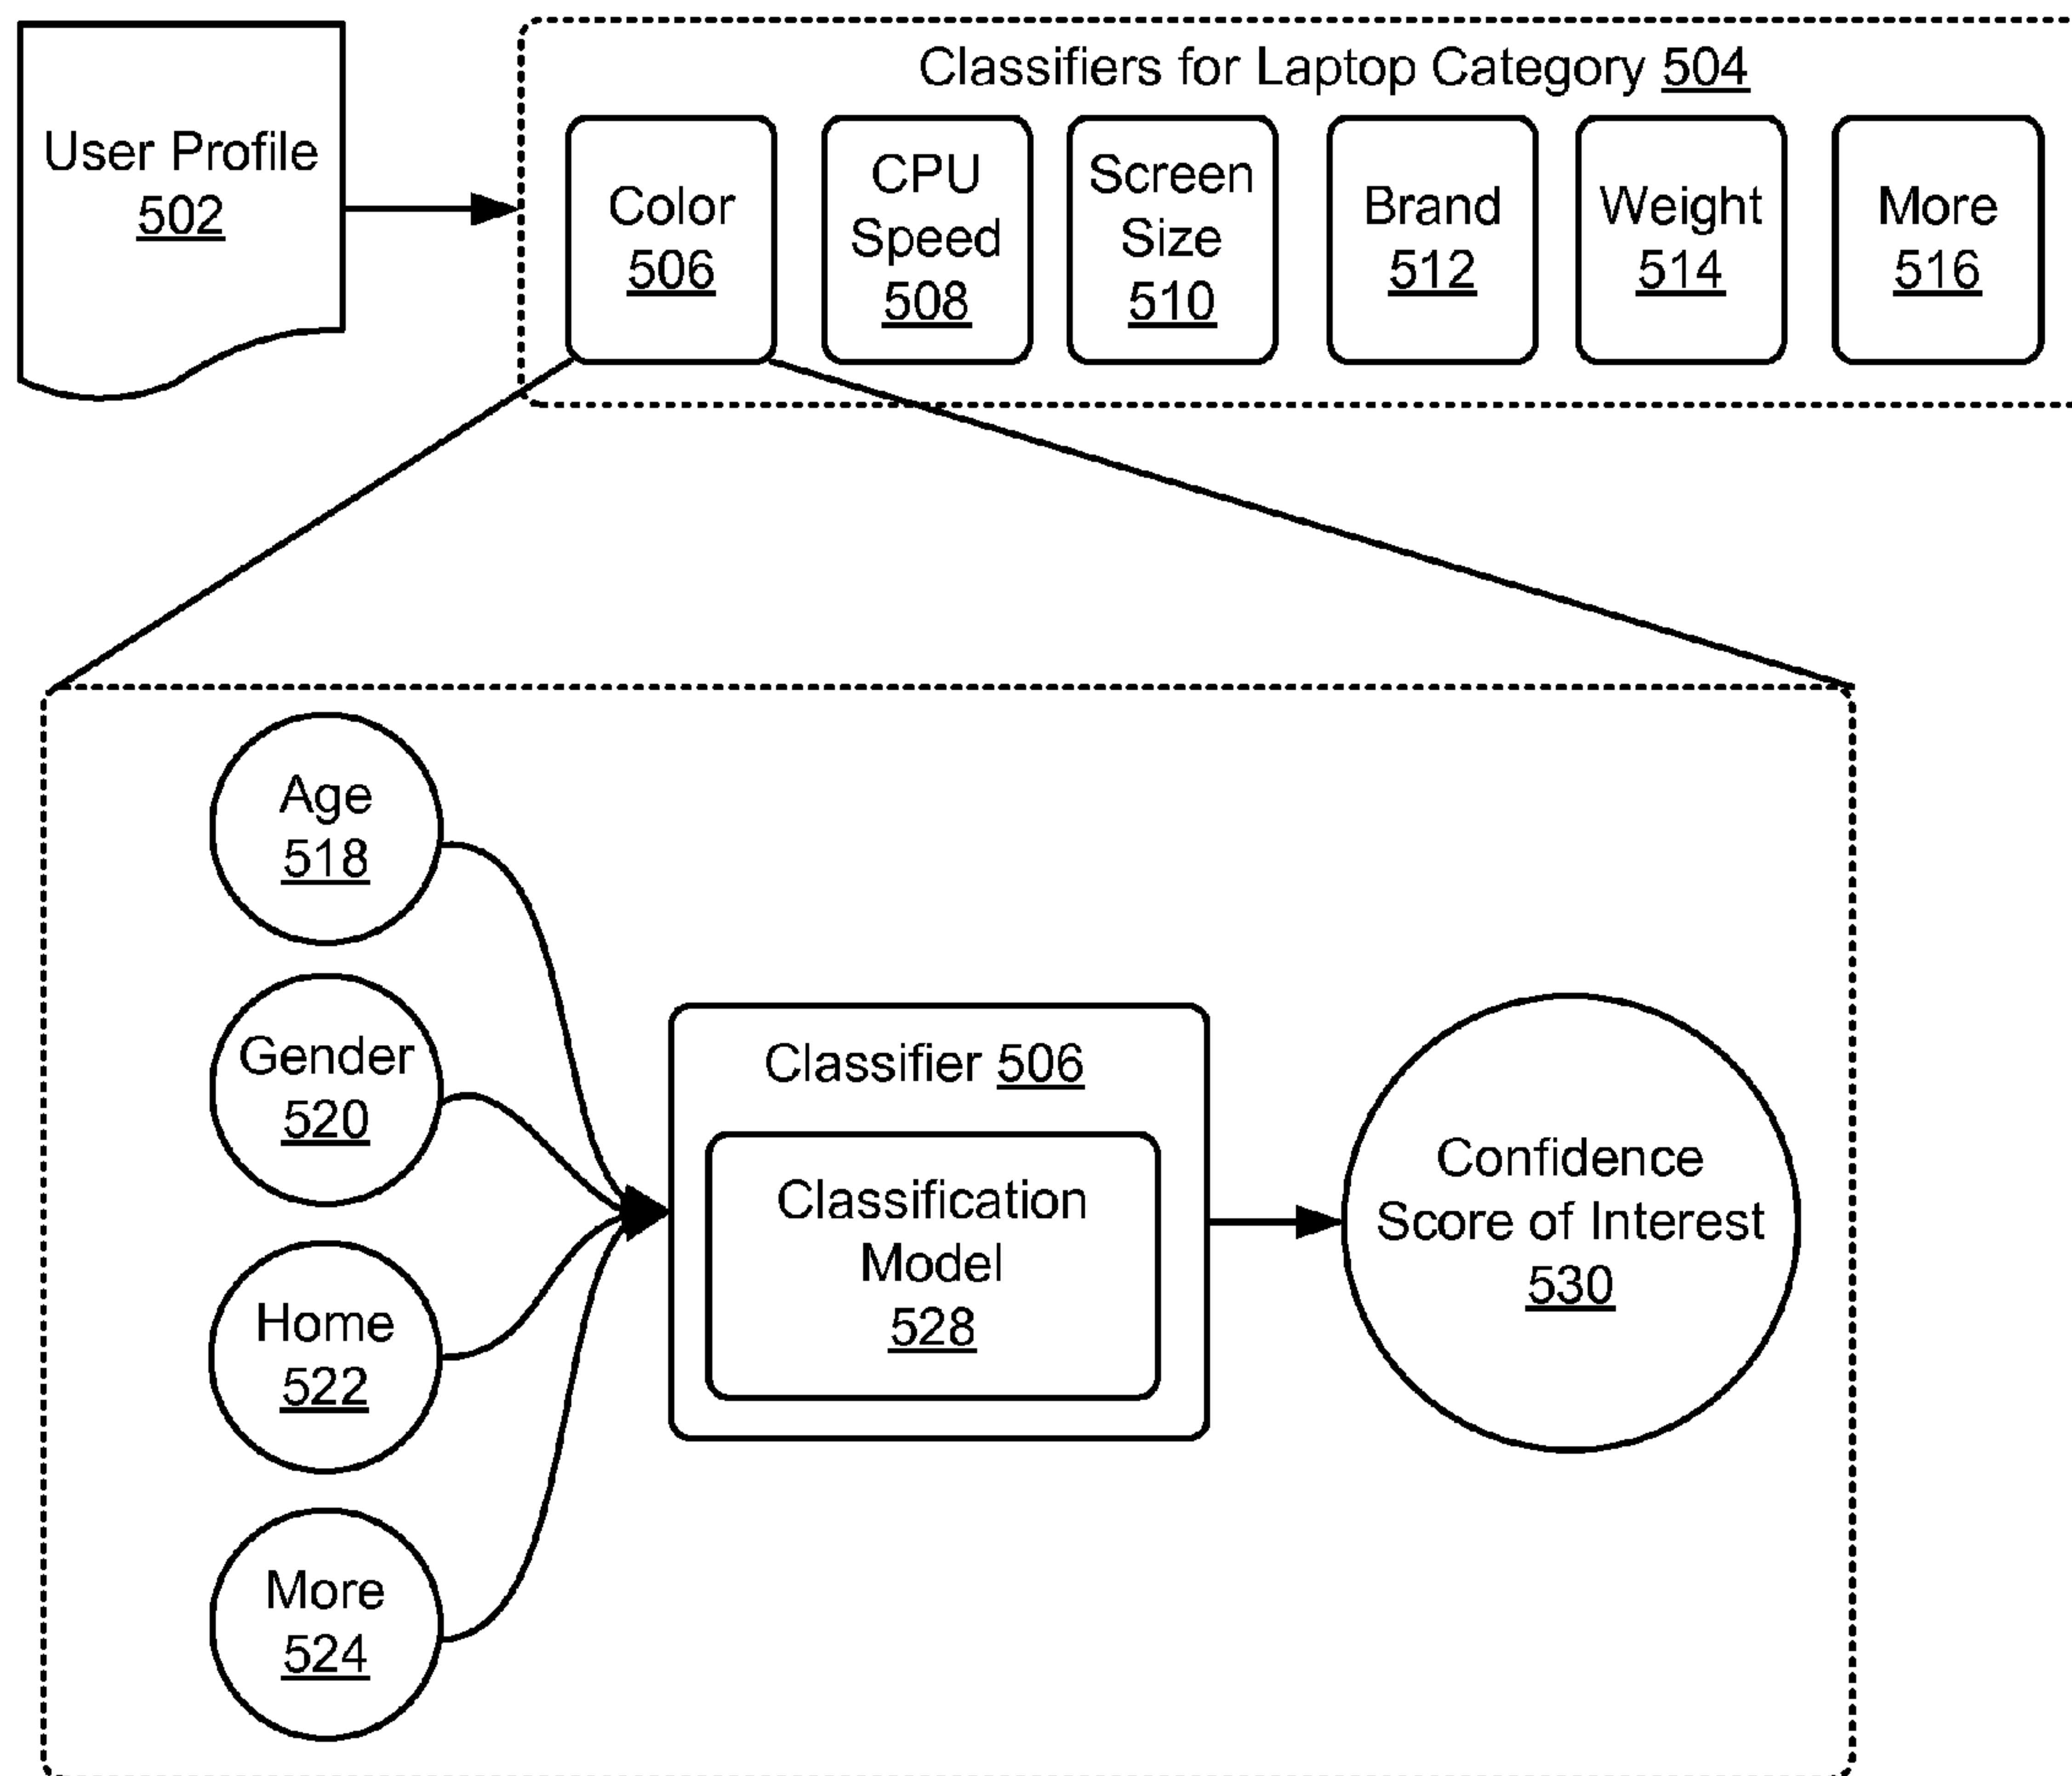 User Profile
502
Classifiers for Laptop Category 504
Color
506
CPU
Speed
508
Screen
Size
510
Brand
512
Weight
514
More
516
Age
518
Gender
520
Home
522
More
524
Classifier 506
Classification
Model
528
Confidence
Score of Interest
530